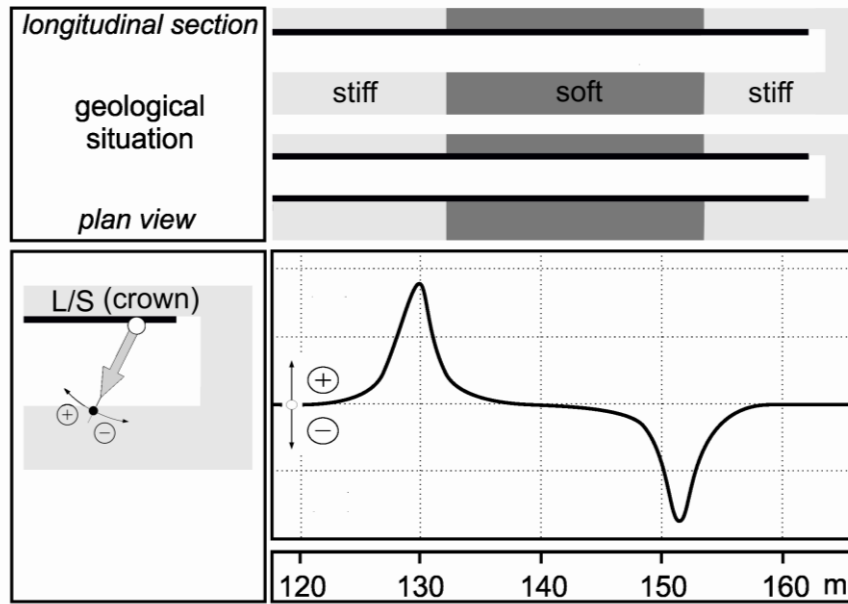 longitudinal section
geological
situation
plan view
stiff
soft
stiff
L/S (crown)
+
−
+
−
120
130
140
150
160
m